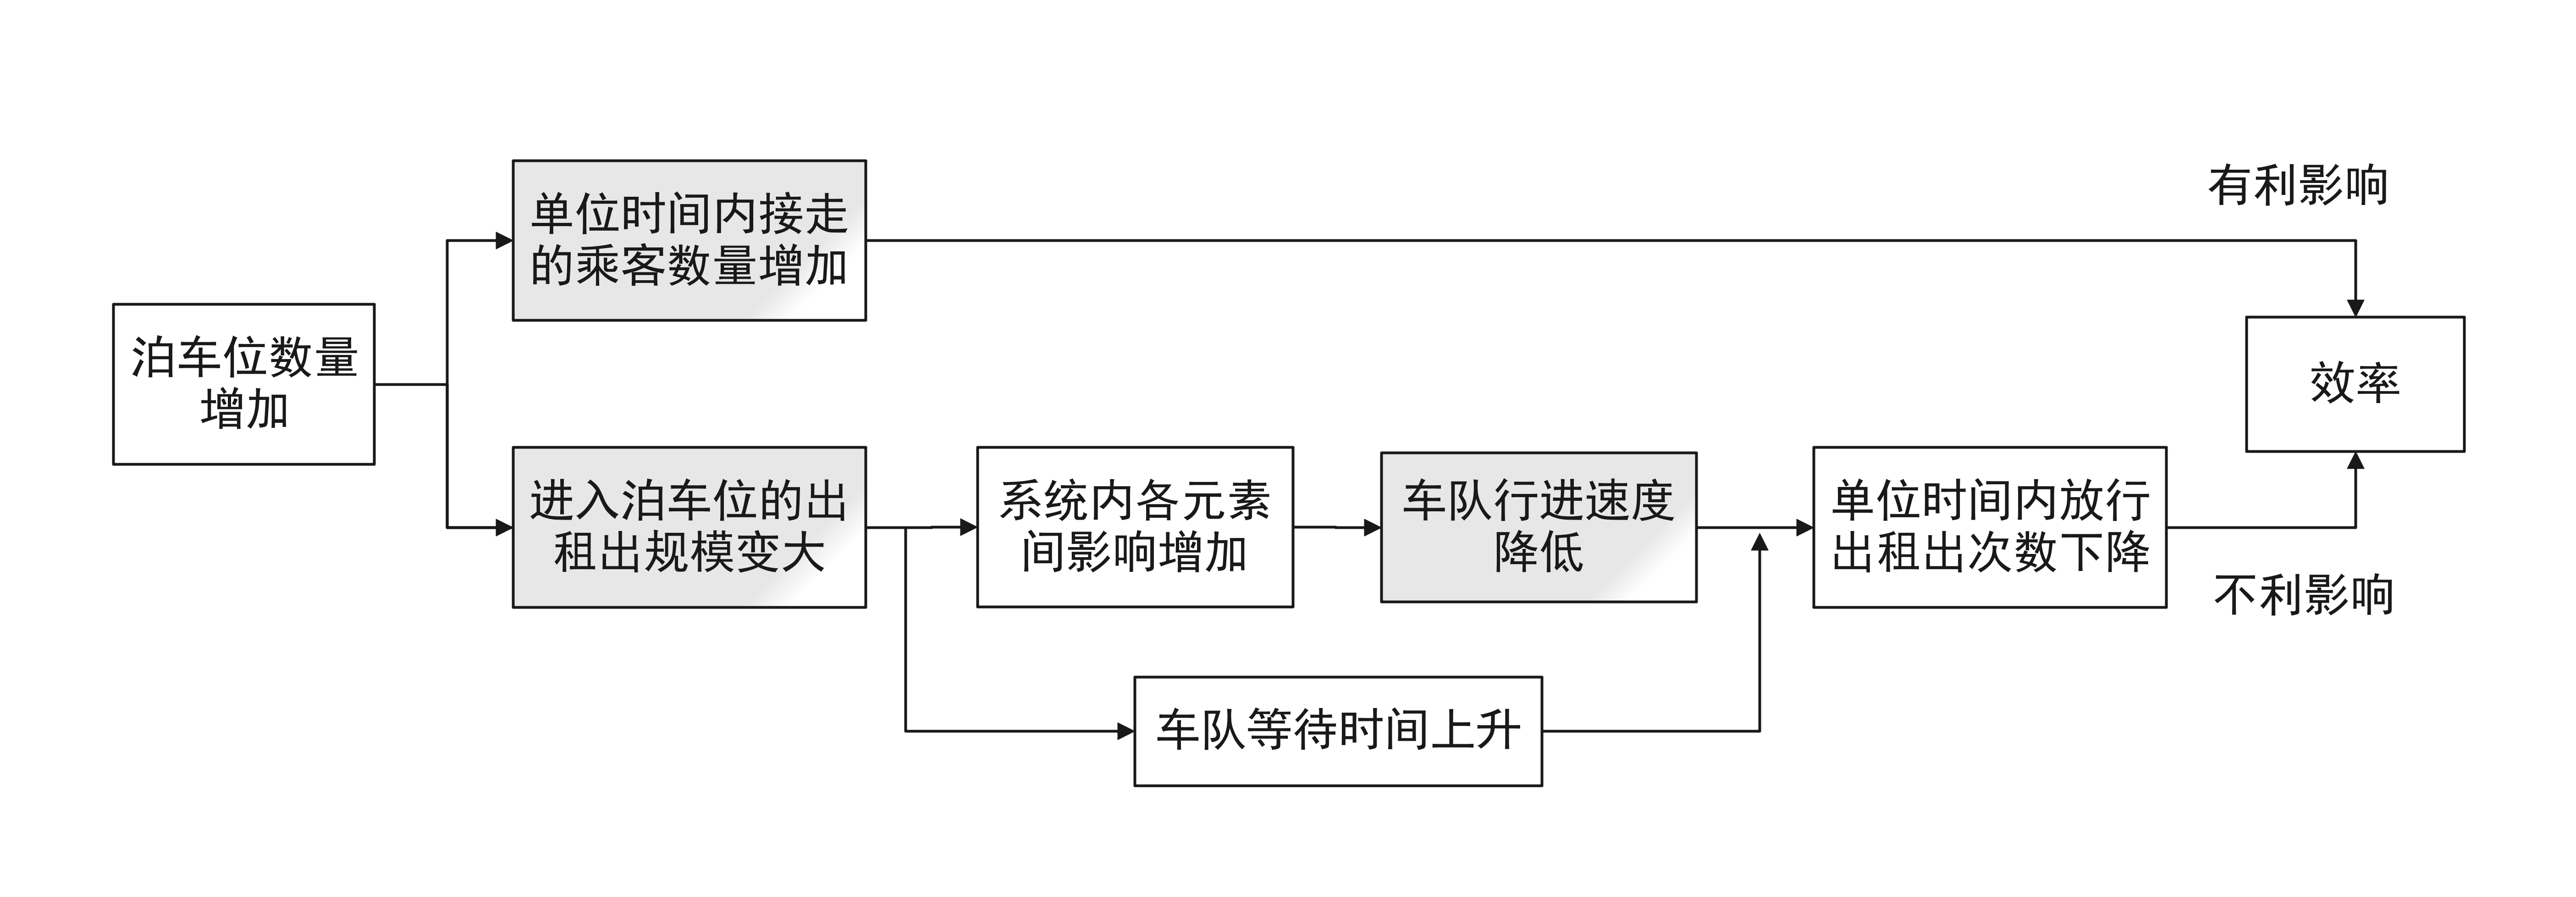 单位时间内接走
的乘客数量增加
有利影响
泊车位数量
增加
效率
进入泊车位的出
租出规模变大
系统内各元素
间影响增加
车队行进速度
降低
单位时间内放行
出租出次数下降
不利影响
车队等待时间上升